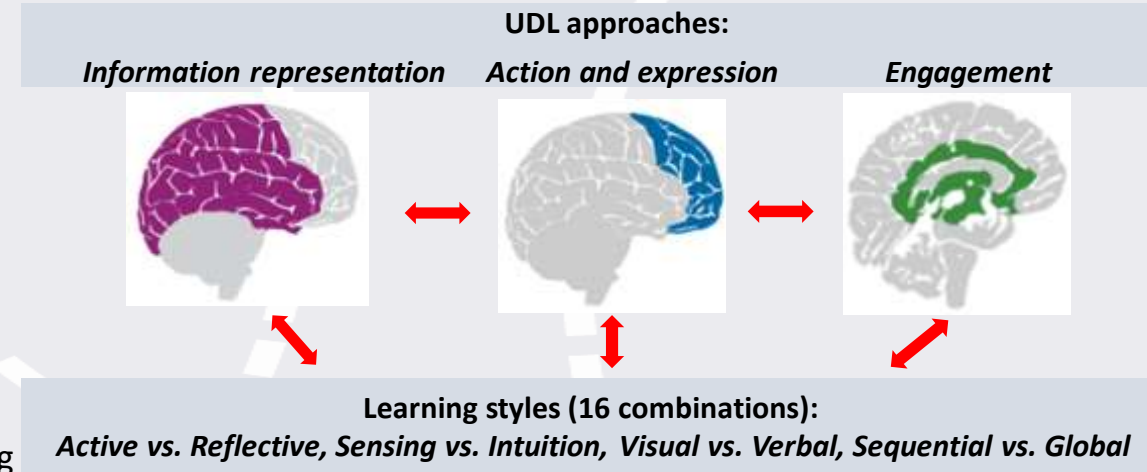 UDL approaches:
Information representation Action and expression Engagement
Learning styles (16 combinations):
Active vs. Reflective, Sensing vs. Intuition, Visual vs. Verbal, Sequential vs. Global
g